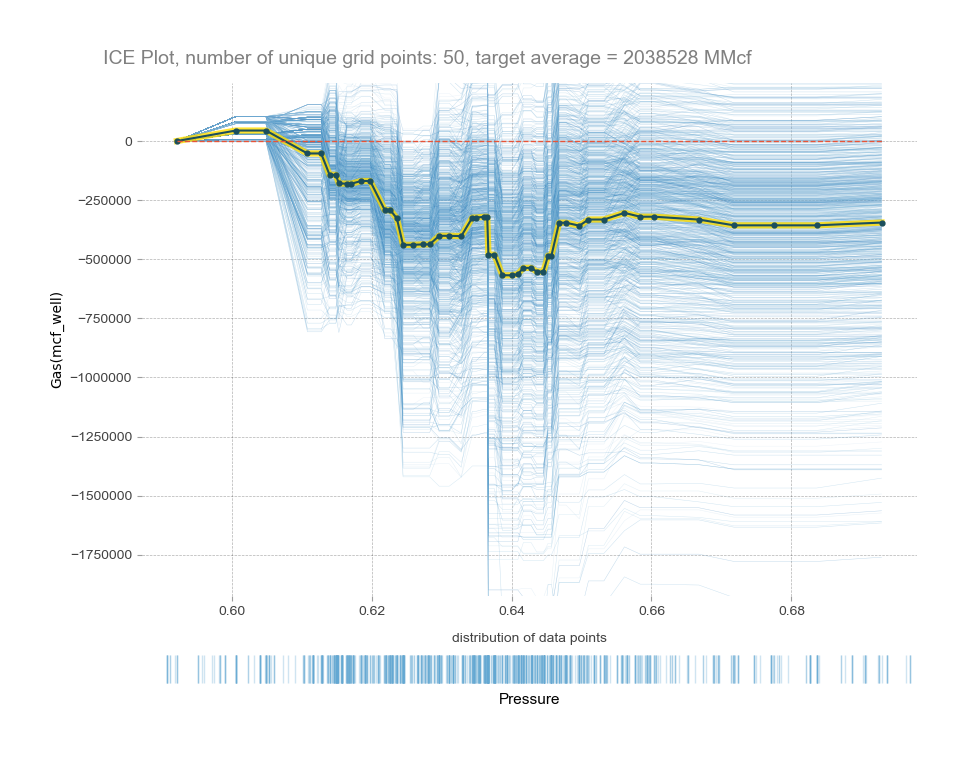 ICE Plot, number of unique grid points: 50, target average = 2038528 MMcf
Gas(mcf_well)
0
−250000
−500000
−750000
−1000000
−1250000
−1500000
−1750000
0.60 0.62 0.64 0.66 0.68
distribution of data points
Pressure